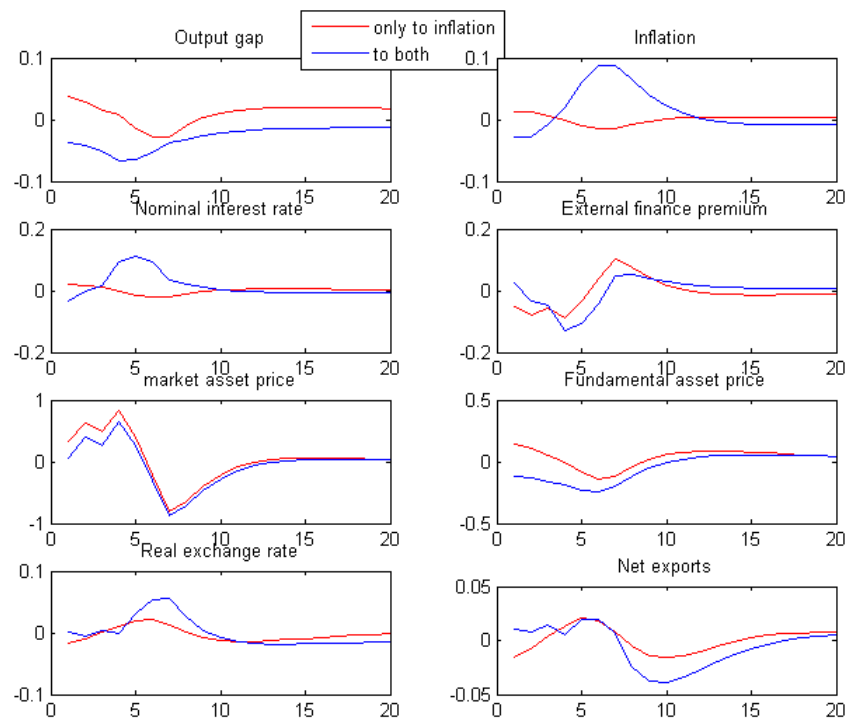 only to inflation
to both
Output gap
0.1
0
-0.1
0 5 10 15 20
Inflation
0.1
0
-0.1
0 5 10 15 20
Nominal interest rate
0.2
0
-0.2
0 5 10 15 20
External finance premium
0.2
0
-0.2
0 5 10 15 20
market asset price
1
0
-1
0 5 10 15 20
Fundamental asset price
0.5
0
-0.5
0 5 10 15 20
Real exchange rate
0.1
0
-0.1
0 5 10 15 20
Net exports
0.05
0
-0.05
0 5 10 15 20